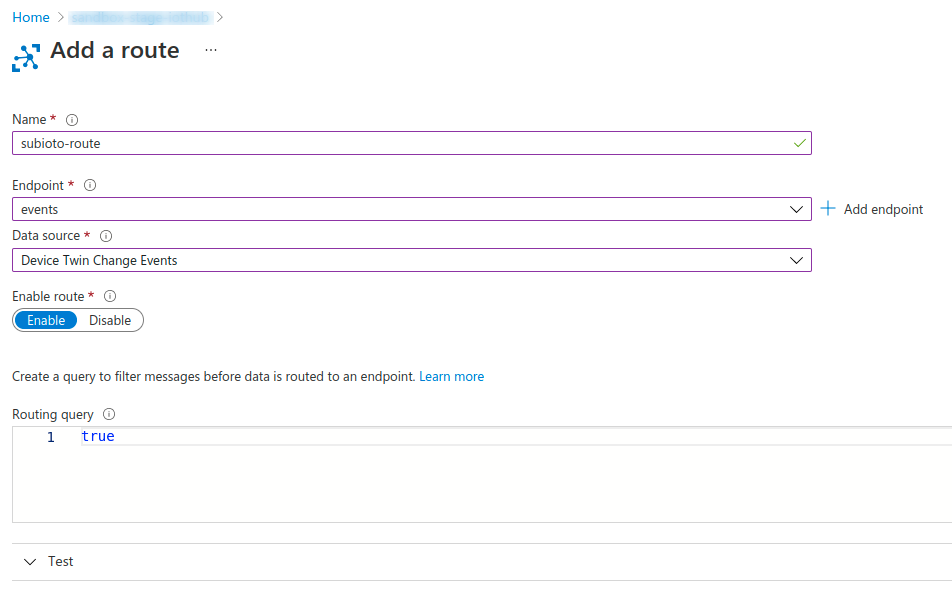 Home
Add a route ...
Name *
subioto-route
Endpoint *
events
Add endpoint
Data source *
Device Twin Change Events
Enable route *
Enable Disable
Create a query to filter messages before data is routed to an endpoint. Learn more
Routing query
1 true
Test